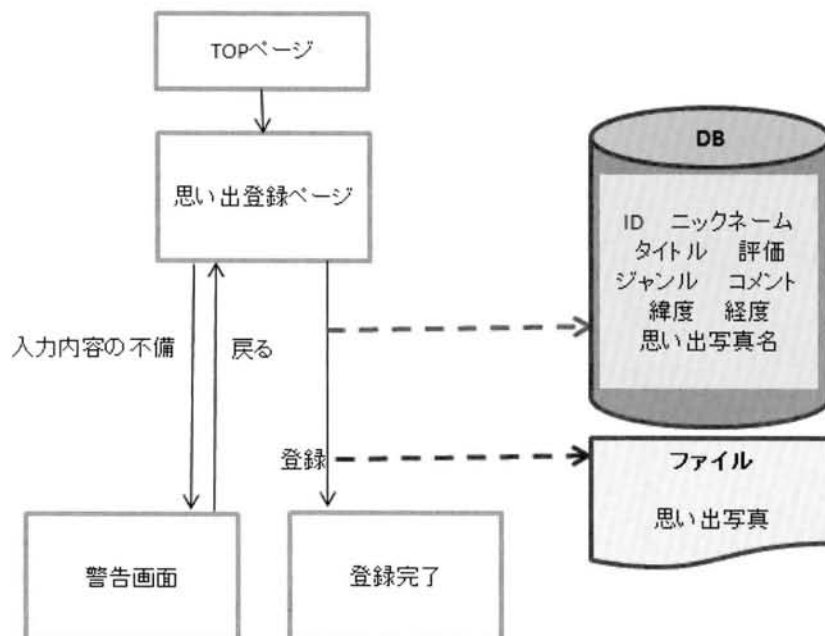 TOPページ
思い出登録ページ
DB
ID ニックネーム
タイトル 評価
ジャンル コメント
緯度 経度
思い出写真名
入力内容の不備
戻る
登録
ファイル
思い出写真
警告画面
登録完了